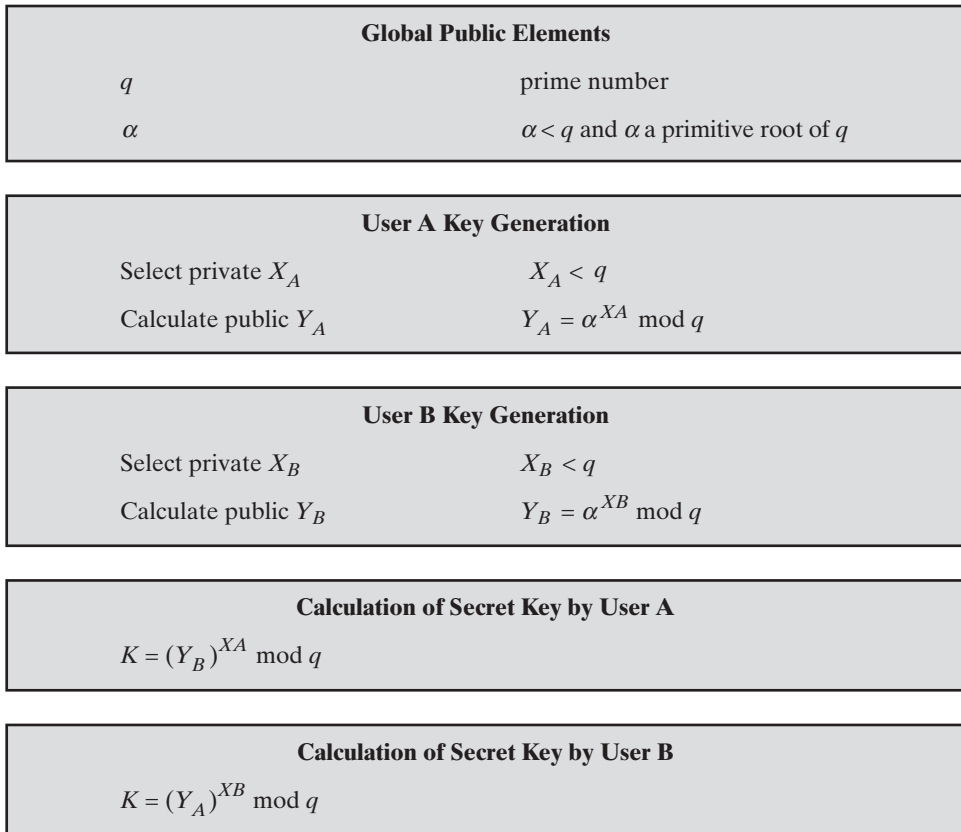 Global Public Elements
q prime number
α α < q and α a primitive root of q
User A Key Generation
Select private X_A X_A < q
Calculate public Y_A Y_A = α^{XA} mod q
User B Key Generation
Select private X_B X_B < q
Calculate public Y_B Y_B = α^{XB} mod q
Calculation of Secret Key by User A
K = (Y_B)^{XA} mod q
Calculation of Secret Key by User B
K = (Y_A)^{XB} mod q